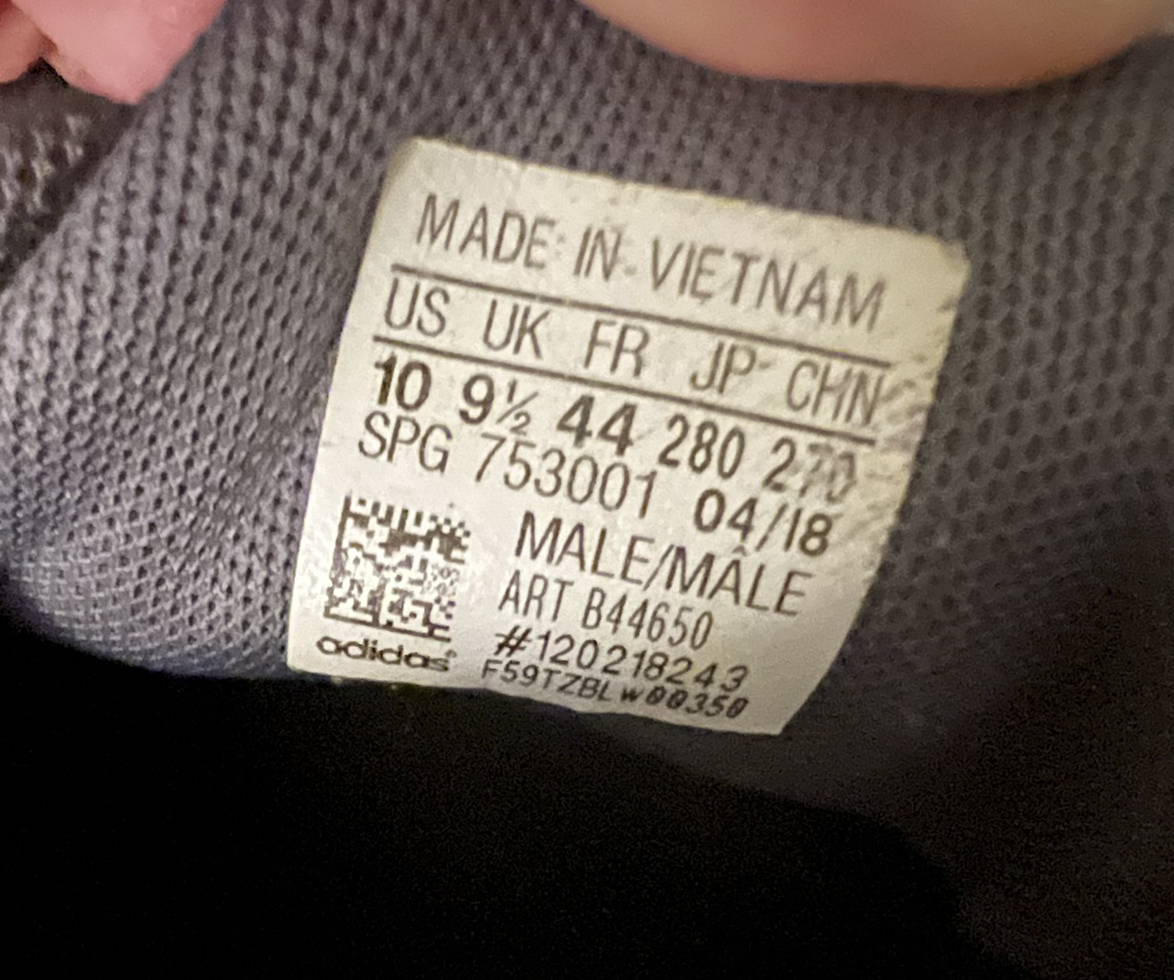 MADE IN VIETNAM
US UK FR JP CHN
10 9½ 44 280 270
SPG 753001 04/18
MALE/MÂLE
ART B44650
#120218243
F59TZBLW00350
adidas